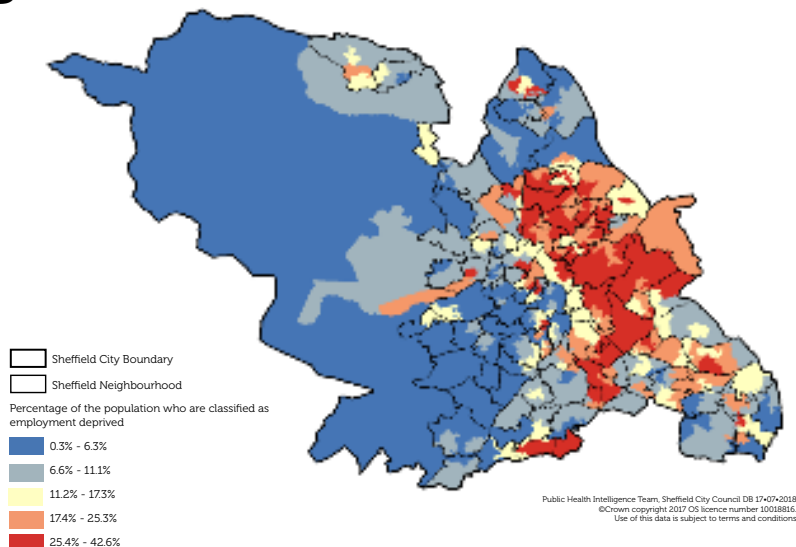 Sheffield City Boundary
Sheffield Neighbourhood
Percentage of the population who are classified as
employment deprived
0.3% - 6.3%
6.6% - 11.1%
11.2% - 17.3%
17.4% - 25.3%
25.4% - 42.6%
Public Health Intelligence Team, Sheffield City Council DB 17•07•2018
©Crown copyright 2017 OS licence number 10018816.
Use of this data is subject to terms and conditions